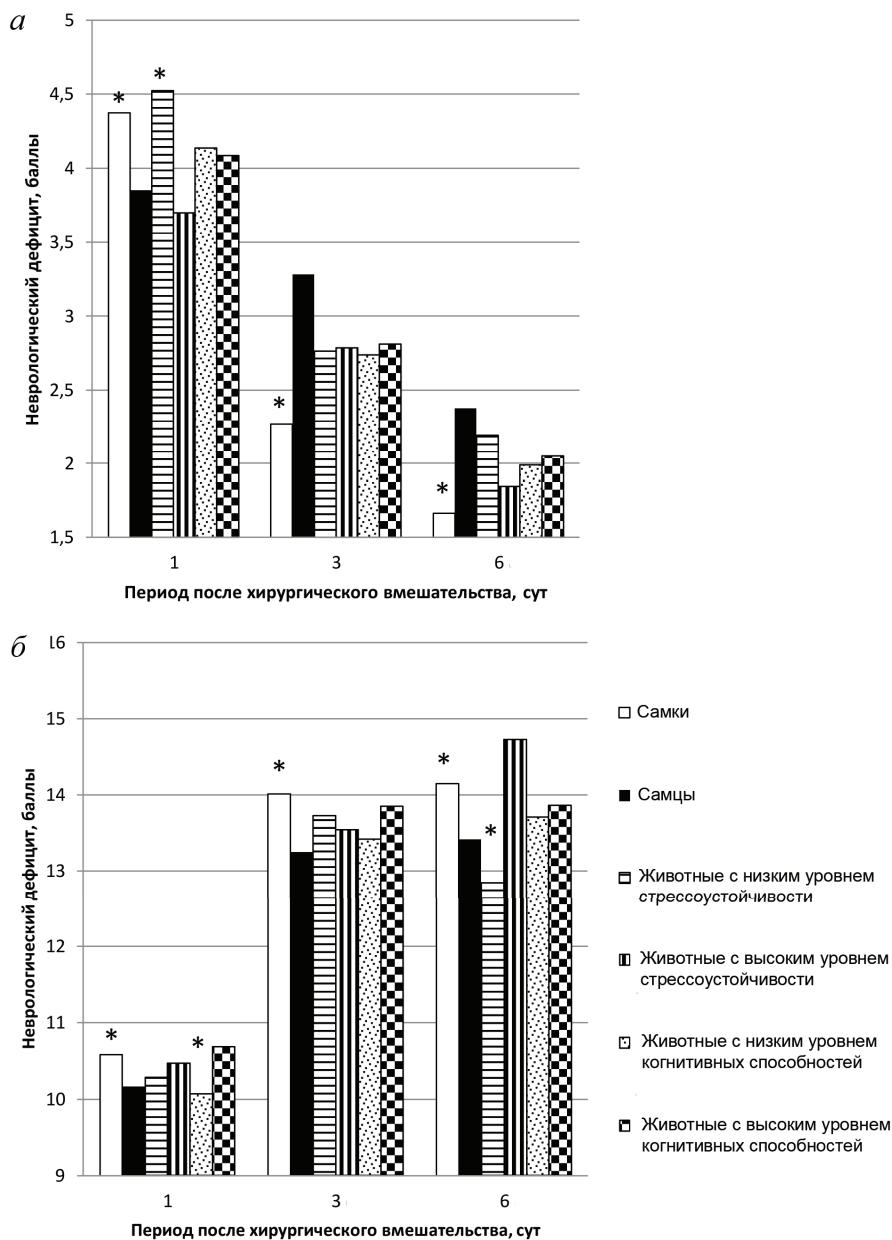 а
5
4,5
4
3,5
3
2,5
2
1,5
Неврологический дефицит, баллы
* * * *
1 3 6
Период после хирургического вмешательства, сут
б
16
15
14
13
12
11
10
9
Неврологический дефицит, баллы
* * * * *
1 3 6
Период после хирургического вмешательства, сут
Самки
Самцы
Животные с низким уровнем
стрессоустойчивости
Животные с высоким уровнем
стрессоустойчивости
Животные с низким уровнем
когнитивных способностей
Животные с высоким уровнем
когнитивных способностей